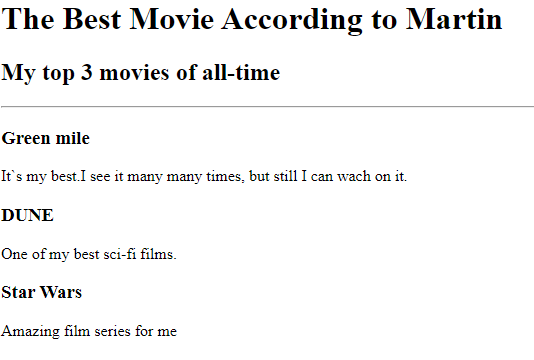 The Best Movie According to Martin
My top 3 movies of all-time
Green mile
It`s my best.I see it many many times, but still I can wach on it.
DUNE
One of my best sci-fi films.
Star Wars
Amazing film series for me